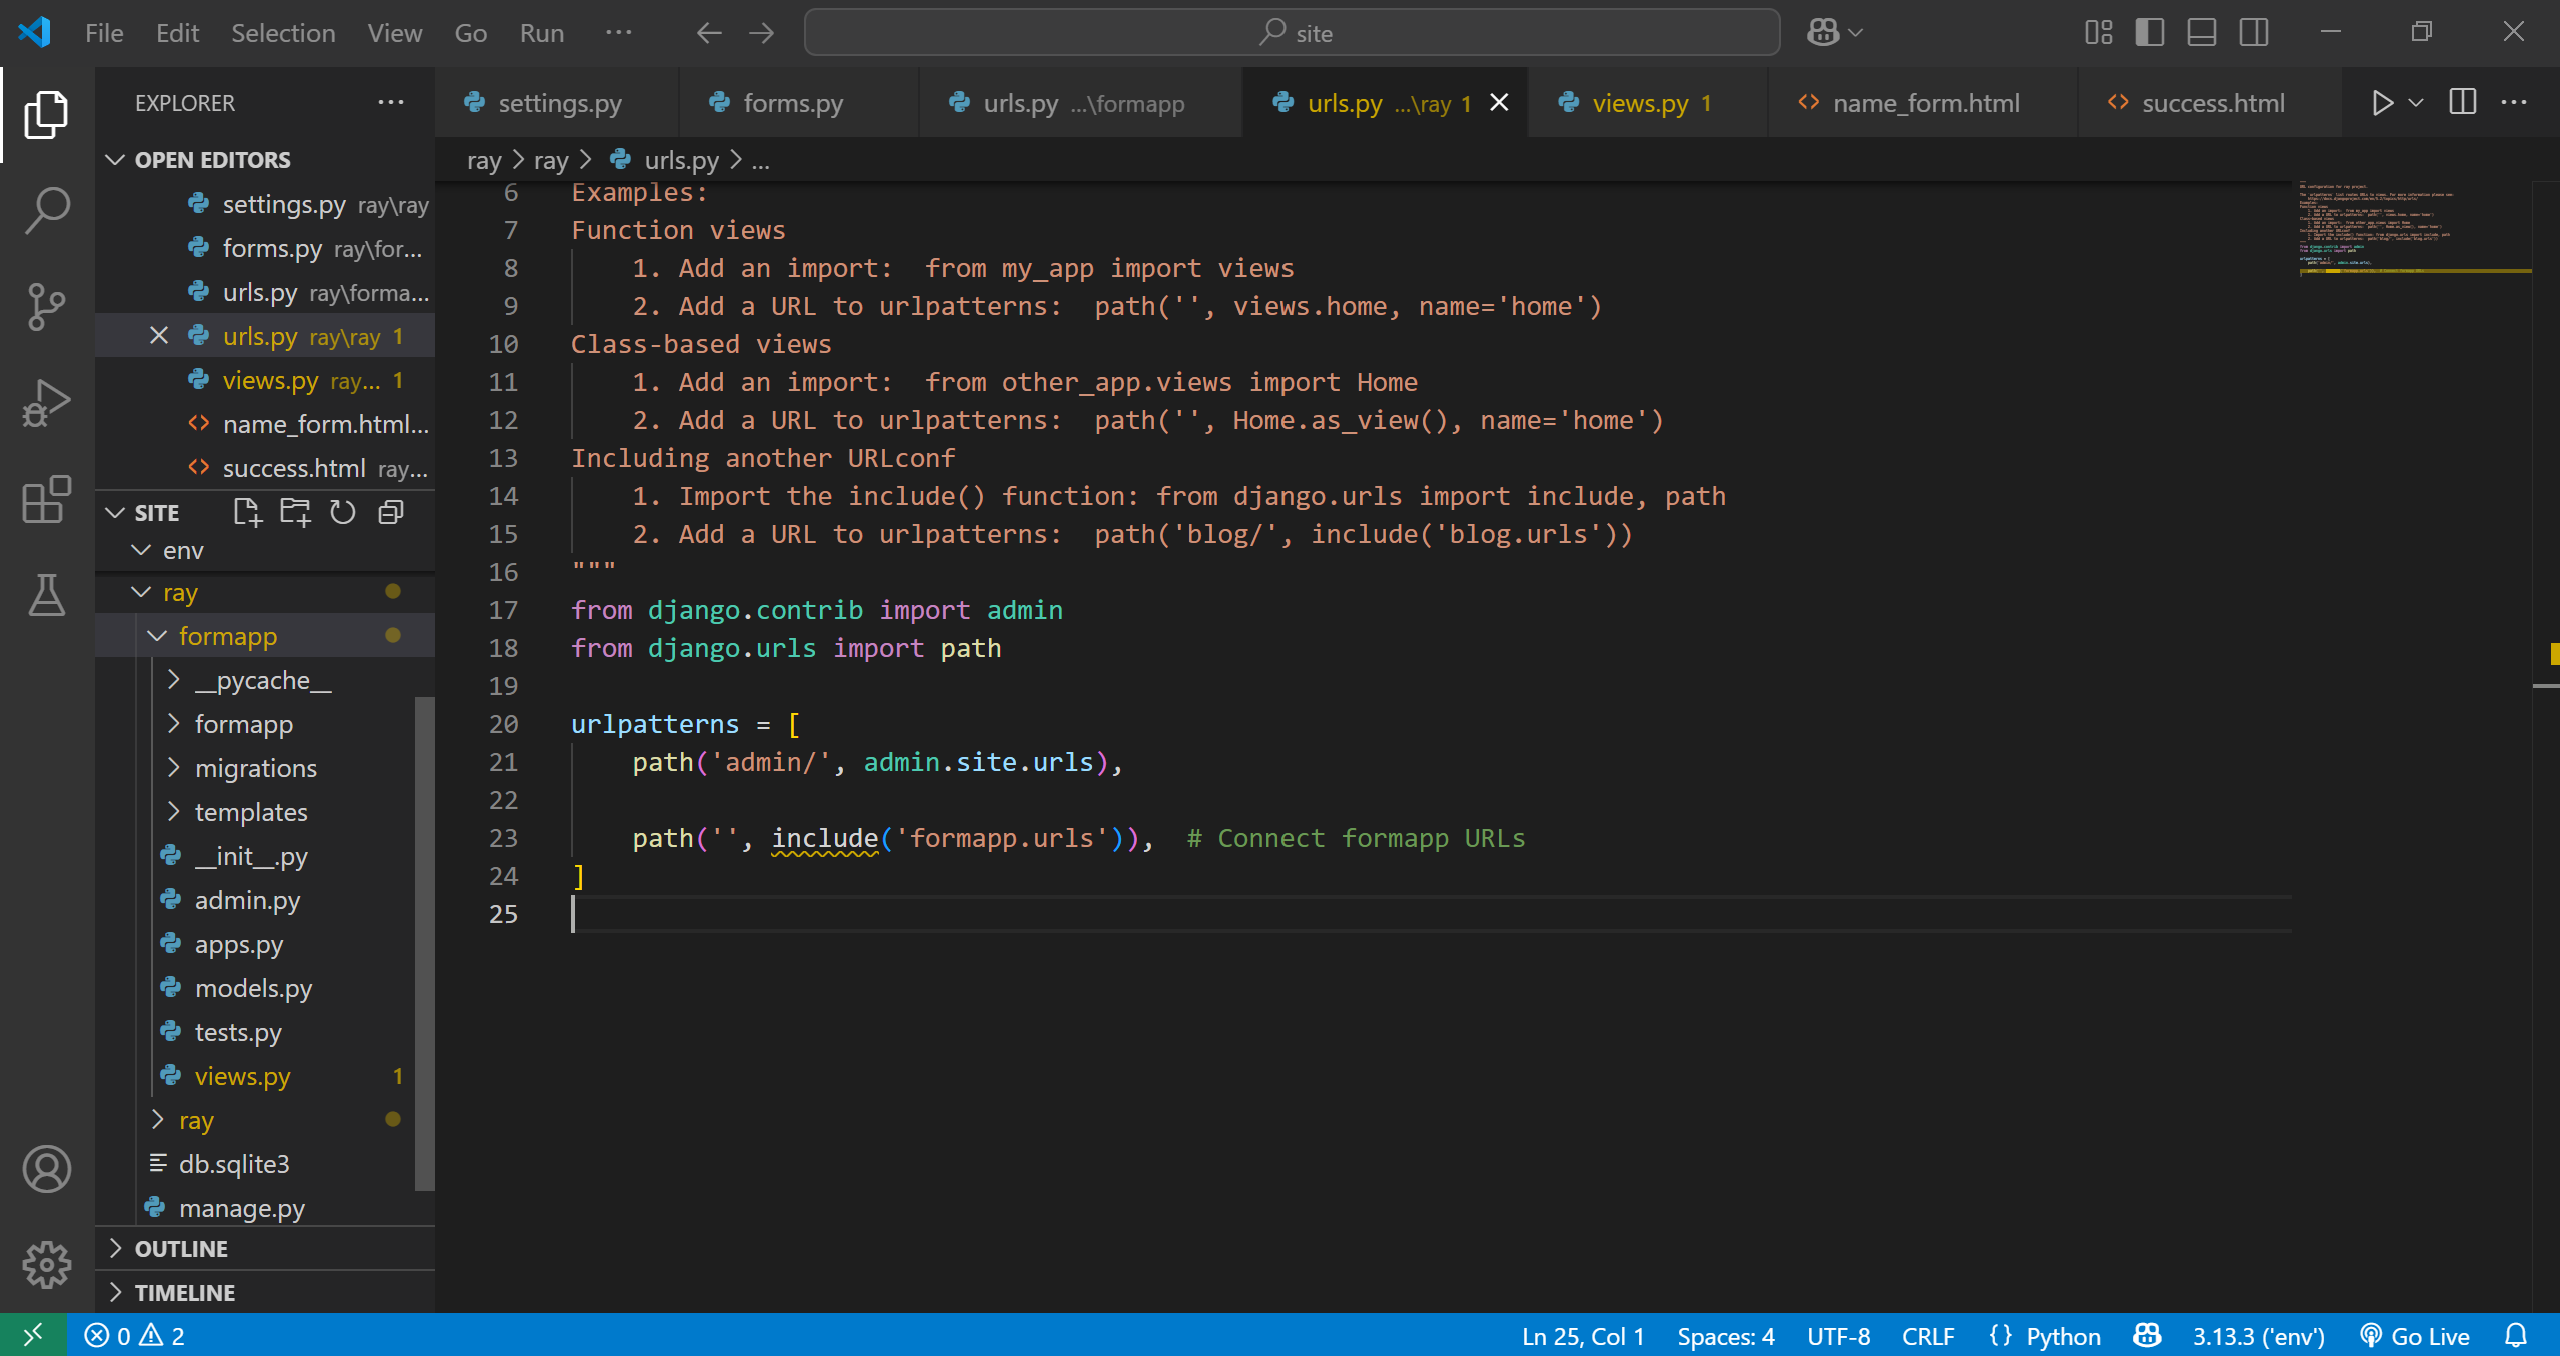 File Edit Selection View Go Run ··· site
EXPLORER ···
OPEN EDITORS
settings.py ray\ray
forms.py ray\for...
urls.py ray\forma...
urls.py ray\ray 1
views.py ray... 1
name_form.html...
success.html ray...
SITE
env
ray
formapp
__pycache__
formapp
migrations
templates
__init__.py
admin.py
apps.py
models.py
tests.py
views.py 1
ray
db.sqlite3
manage.py
OUTLINE
TIMELINE
settings.py forms.py urls.py ...\formapp urls.py ...\ray 1 views.py 1 name_form.html success.html ···
ray > ray > urls.py > ...
6 Examples:
7 Function views
8 1. Add an import:  from my_app import views
9 2. Add a URL to urlpatterns:  path('', views.home, name='home')
10 Class-based views
11 1. Add an import:  from other_app.views import Home
12 2. Add a URL to urlpatterns:  path('', Home.as_view(), name='home')
13 Including another URLconf
14 1. Import the include() function: from django.urls import include, path
15 2. Add a URL to urlpatterns:  path('blog/', include('blog.urls'))
16 """
17 from django.contrib import admin
18 from django.urls import path
19
20 urlpatterns = [
21 path('admin/', admin.site.urls),
22
23 path('', include('formapp.urls')),  # Connect formapp URLs
24 ]
25
0 2 Ln 25, Col 1 Spaces: 4 UTF-8 CRLF {} Python 3.13.3 ('env') Go Live